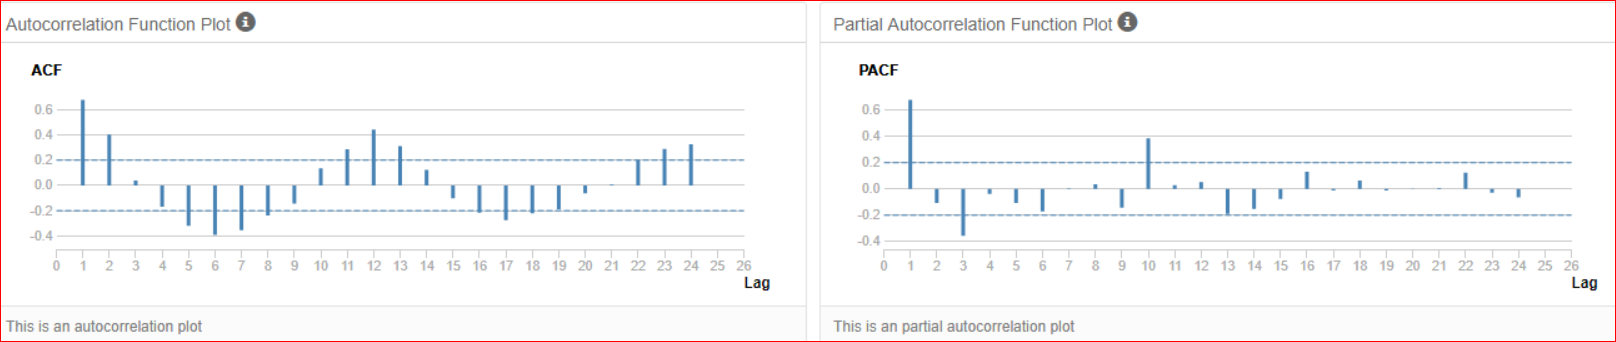 Autocorrelation Function Plot i
ACF
0.6
0.4
0.2
0.0
-0.2
-0.4
0 1 2 3 4 5 6 7 8 9 10 11 12 13 14 15 16 17 18 19 20 21 22 23 24 25 26
Lag
This is an autocorrelation plot
Partial Autocorrelation Function Plot i
PACF
0.6
0.4
0.2
0.0
-0.2
-0.4
0 1 2 3 4 5 6 7 8 9 10 11 12 13 14 15 16 17 18 19 20 21 22 23 24 25 26
Lag
This is an partial autocorrelation plot